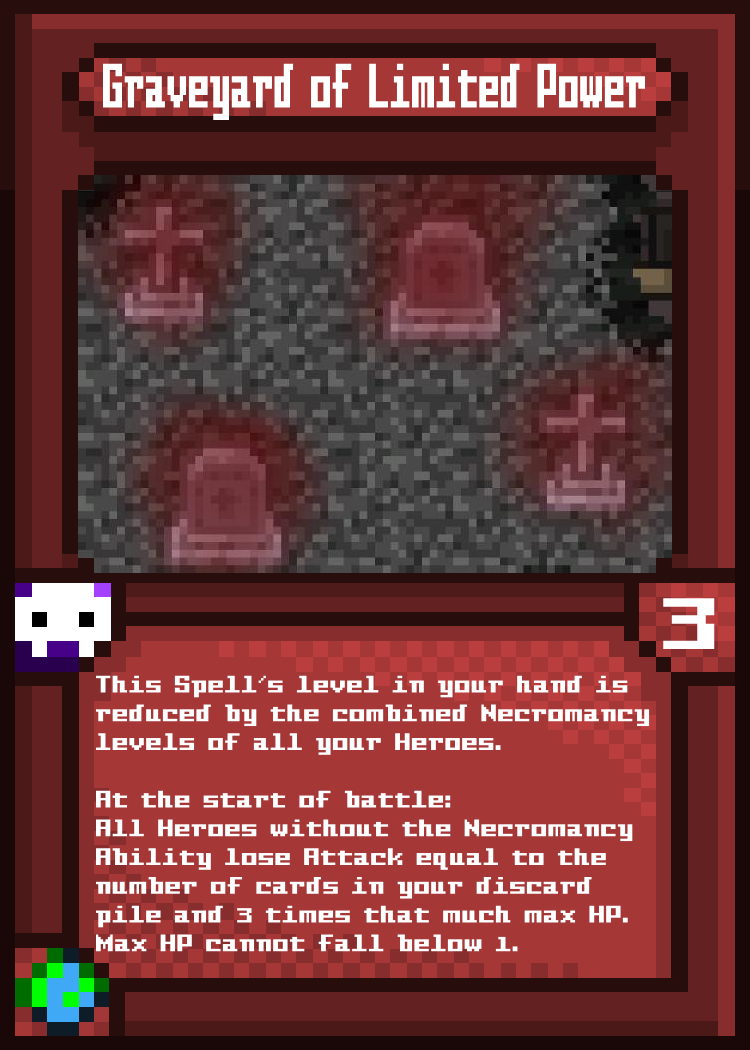 Graveyard of Limited Power
3
This Spell's level in your hand is
reduced by the combined Necromancy
levels of all your Heroes.
At the start of battle:
All Heroes without the Necromancy
Ability lose Attack equal to the
number of cards in your discard
pile and 3 times that much max HP.
Max HP cannot fall below 1.